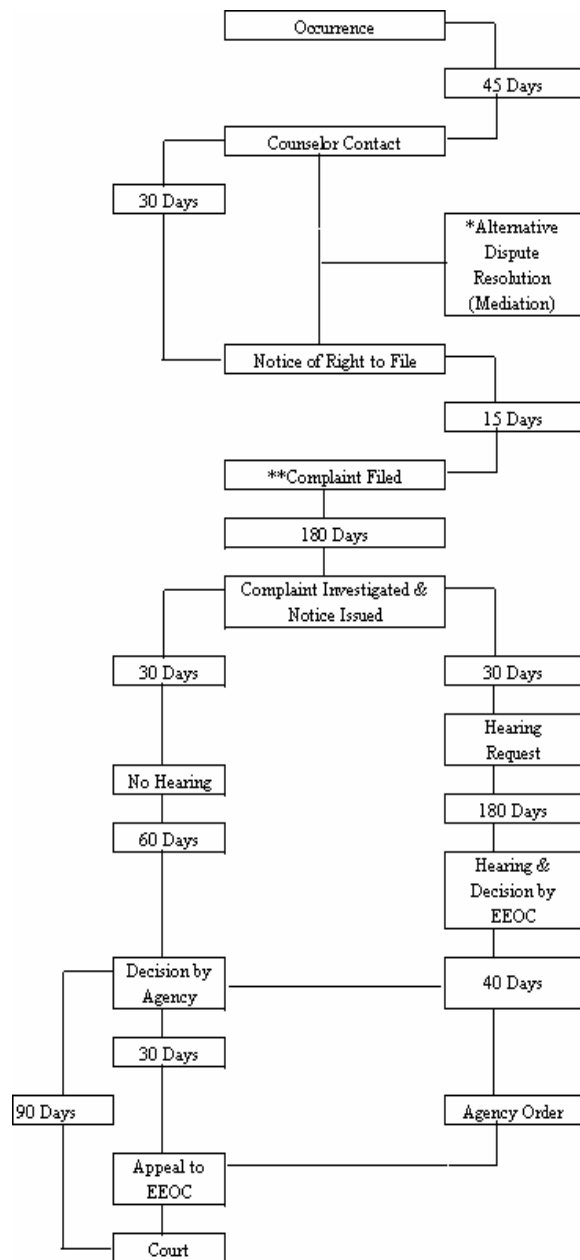 Occurrence
45 Days
Counselor Contact
30 Days
*Alternative
Dispute
Resolution
(Mediation)
Notice of Right to File
15 Days
**Complaint Filed
180 Days
Complaint Investigated &
Notice Issued
30 Days
30 Days
Hearing
Request
No Hearing
180 Days
60 Days
Hearing &
Decision by
EEOC
Decision by
Agency
40 Days
30 Days
90 Days
Agency Order
Appeal to
EEOC
Court